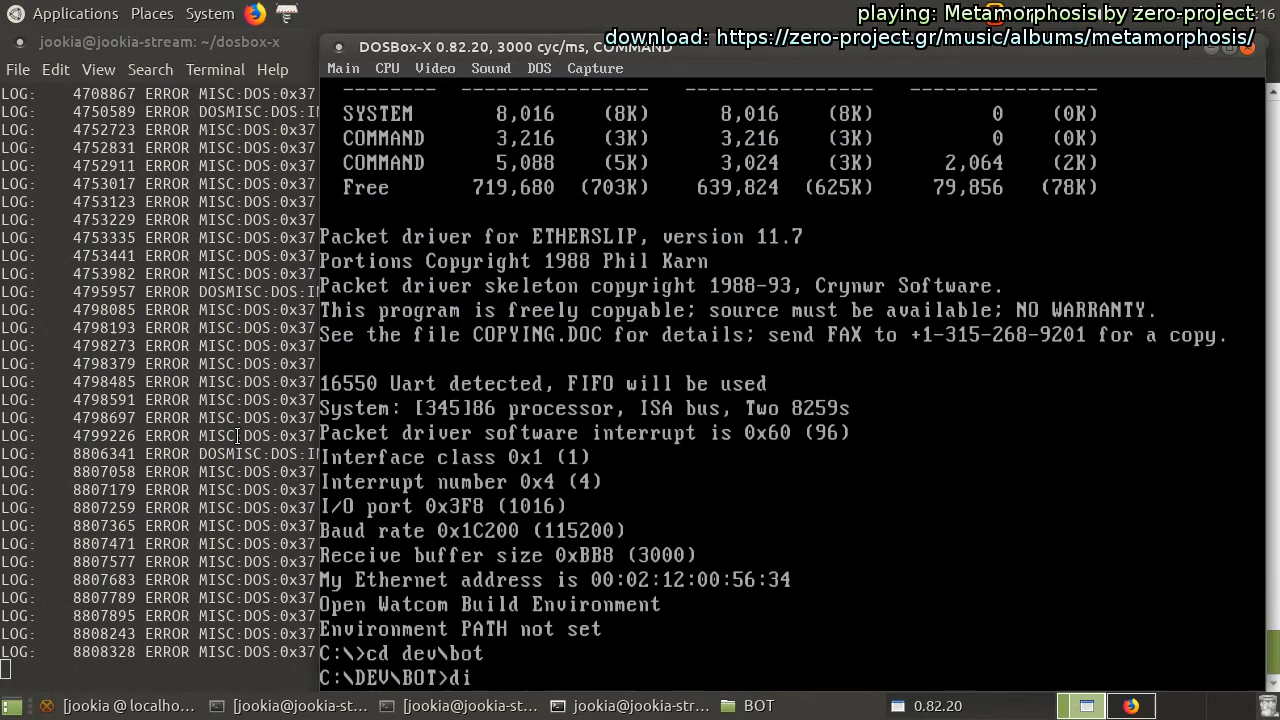 Applications Places System
:16
playing: Metamorphosis by zero-project
download: https://zero-project.gr/music/albums/metamorphosis/
jookia@jookia-stream: ~/dosbox-x
File Edit View Search Terminal Help
LOG: 4708867 ERROR MISC:DOS:0x37
LOG: 4750589 ERROR DOSMISC:DOS:IN
LOG: 4752723 ERROR MISC:DOS:0x37
LOG: 4752831 ERROR MISC:DOS:0x37
LOG: 4752911 ERROR MISC:DOS:0x37
LOG: 4753017 ERROR MISC:DOS:0x37
LOG: 4753123 ERROR MISC:DOS:0x37
LOG: 4753229 ERROR MISC:DOS:0x37
LOG: 4753335 ERROR MISC:DOS:0x37
LOG: 4753441 ERROR MISC:DOS:0x37
LOG: 4753982 ERROR MISC:DOS:0x37
LOG: 4795957 ERROR DOSMISC:DOS:IN
LOG: 4798085 ERROR MISC:DOS:0x37
LOG: 4798193 ERROR MISC:DOS:0x37
LOG: 4798273 ERROR MISC:DOS:0x37
LOG: 4798379 ERROR MISC:DOS:0x37
LOG: 4798485 ERROR MISC:DOS:0x37
LOG: 4798591 ERROR MISC:DOS:0x37
LOG: 4798697 ERROR MISC:DOS:0x37
LOG: 4799226 ERROR MISC:DOS:0x37
LOG: 8806341 ERROR DOSMISC:DOS:IN
LOG: 8807058 ERROR MISC:DOS:0x37
LOG: 8807179 ERROR MISC:DOS:0x37
LOG: 8807259 ERROR MISC:DOS:0x37
LOG: 8807365 ERROR MISC:DOS:0x37
LOG: 8807471 ERROR MISC:DOS:0x37
LOG: 8807577 ERROR MISC:DOS:0x37
LOG: 8807683 ERROR MISC:DOS:0x37
LOG: 8807789 ERROR MISC:DOS:0x37
LOG: 8807895 ERROR MISC:DOS:0x37
LOG: 8808243 ERROR MISC:DOS:0x37
LOG: 8808328 ERROR MISC:DOS:0x37
DOSBox-X 0.82.20, 3000 cyc/ms, COMMAND
Main CPU Video Sound DOS Capture
-------- ---------------- ---------------- ----------------
SYSTEM 8,016 (8K) 8,016 (8K) 0 (0K)
COMMAND 3,216 (3K) 3,216 (3K) 0 (0K)
COMMAND 5,088 (5K) 3,024 (3K) 2,064 (2K)
Free 719,680 (703K) 639,824 (625K) 79,856 (78K)
Packet driver for ETHERSLIP, version 11.7
Portions Copyright 1988 Phil Karn
Packet driver skeleton copyright 1988-93, Crynwr Software.
This program is freely copyable; source must be available; NO WARRANTY.
See the file COPYING.DOC for details; send FAX to +1-315-268-9201 for a copy.
16550 Uart detected, FIFO will be used
System: [345]86 processor, ISA bus, Two 8259s
Packet driver software interrupt is 0x60 (96)
Interface class 0x1 (1)
Interrupt number 0x4 (4)
I/O port 0x3F8 (1016)
Baud rate 0x1C200 (115200)
Receive buffer size 0xBB8 (3000)
My Ethernet address is 00:02:12:00:56:34
Open Watcom Build Environment
Environment PATH not set
C:\>cd dev\bot
C:\DEV\BOT>di
[jookia @ localho... [jookia@jookia-str... [jookia@jookia-str... [jookia@jookia-str... BOT 0.82.20